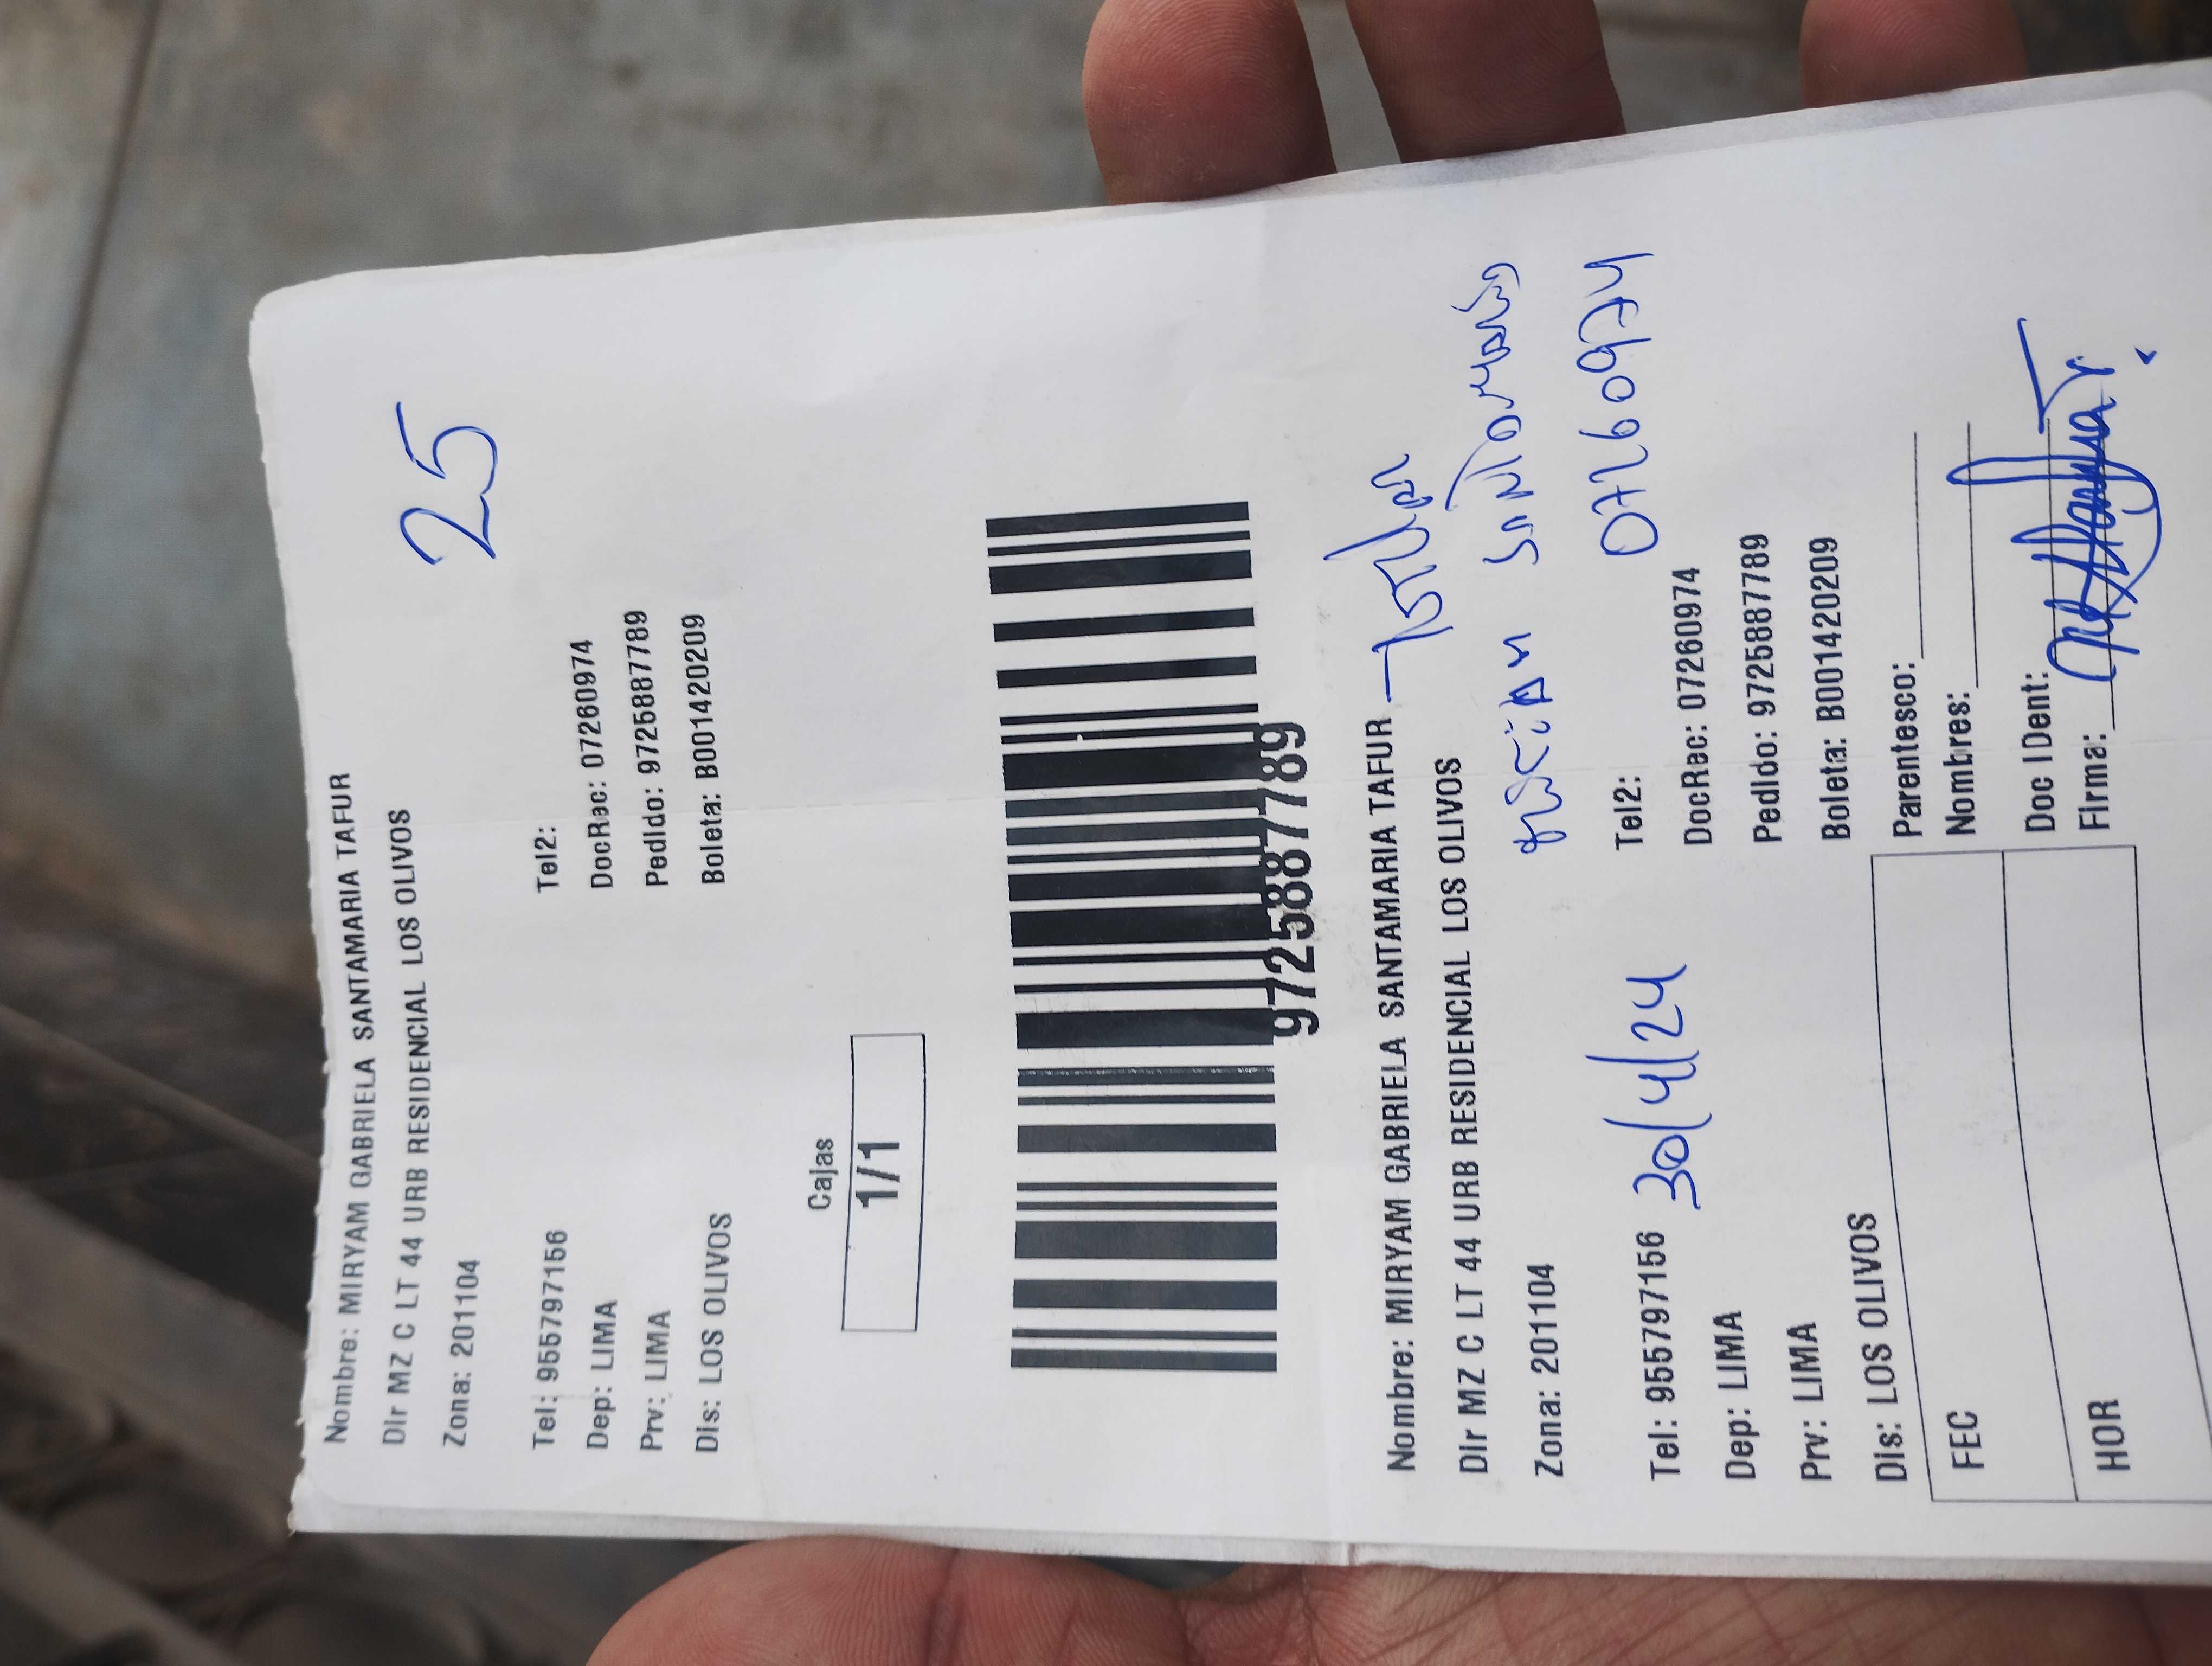 Nombre: MIRYAM GABRIELA SANTAMARIA TAFUR
Dir MZ C LT 44 URB RESIDENCIAL LOS OLIVOS
25
Zona: 201104
Tel: 955797156 Tel2:
Dep: LIMA DocRec: 07260974
Prv: LIMA Pedido: 9725887789
Dis: LOS OLIVOS Boleta: B001420209
Cajas
1/1
9725887789
Nombre: MIRYAM GABRIELA SANTAMARIA TAFUR
Dir MZ C LT 44 URB RESIDENCIAL LOS OLIVOS
Zona: 201104
07260974
Tel: 955797156 30/4/24 Tel2:
Dep: LIMA DocRec: 07260974
Prv: LIMA Pedido: 9725887789
Dis: LOS OLIVOS Boleta: B001420209
FEC
HOR
Parentesco:
Nombres:
Doc IDent:
Firma: